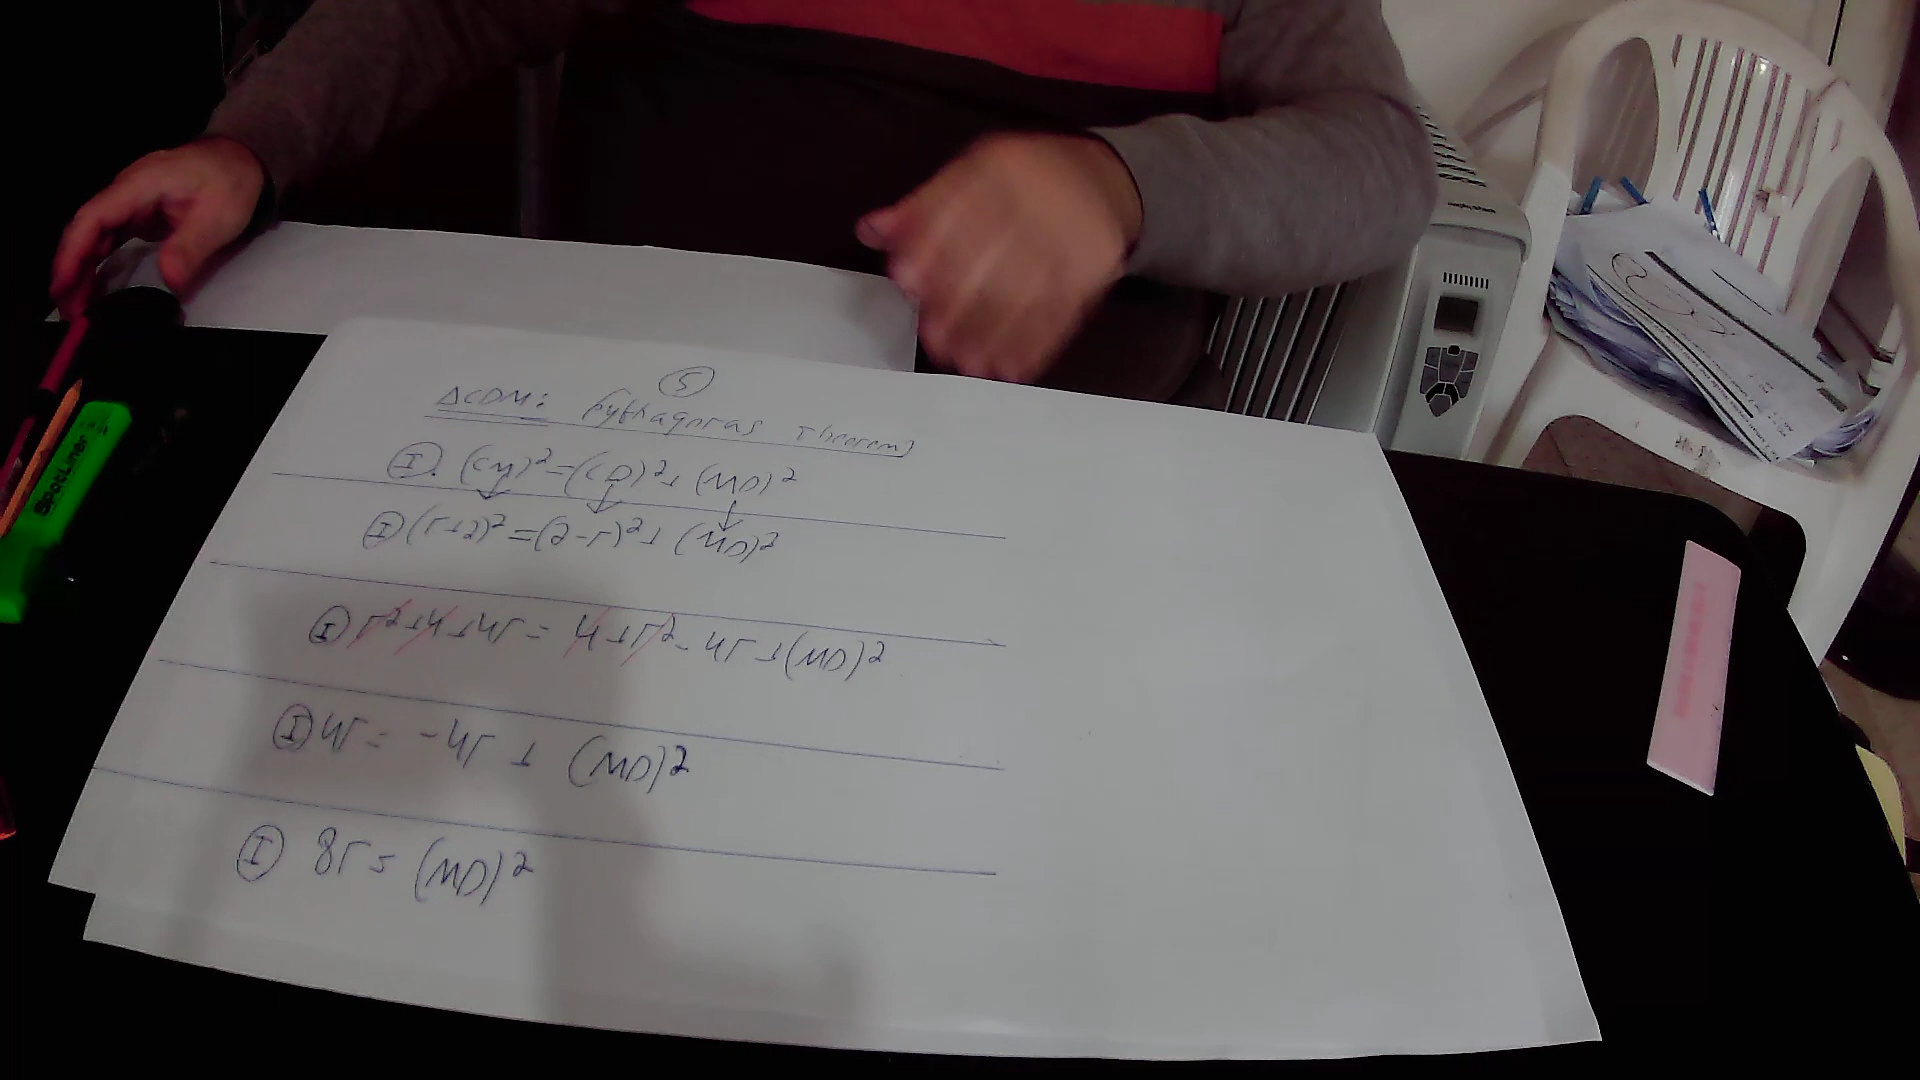 ⑤
ΔCDM: Pythagoras Theorem
Ⓘ. (CM)²=(CD)²+(MD)²
Ⓘ (r+2)²=(2-r)²+(MD)²
Ⓘ r²+4+4r = 4+r²-4r+(MD)²
Ⓘ 4r = -4r + (MD)²
Ⓘ 8r = (MD)²
SpotLiner